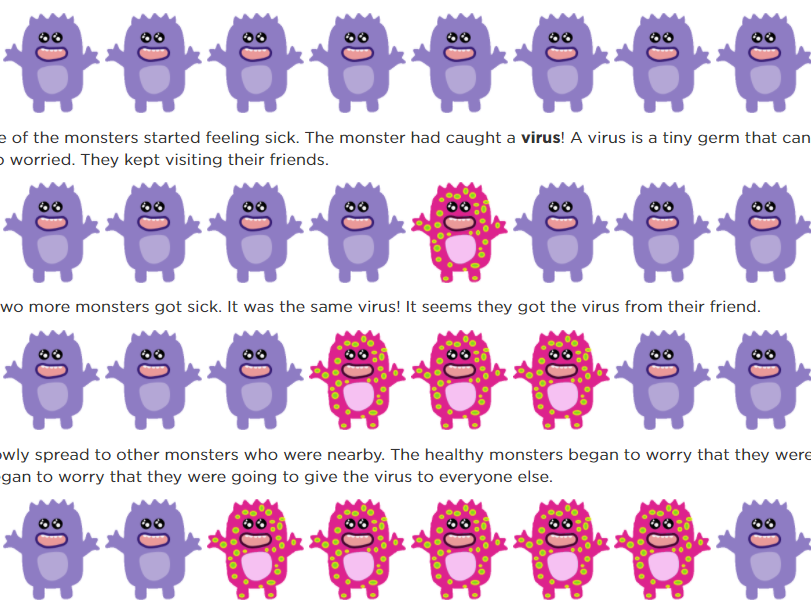 e of the monsters started feeling sick. The monster had caught a virus! A virus is a tiny germ that can
o worried. They kept visiting their friends.
wo more monsters got sick. It was the same virus! It seems they got the virus from their friend.
owly spread to other monsters who were nearby. The healthy monsters began to worry that they were
gan to worry that they were going to give the virus to everyone else.